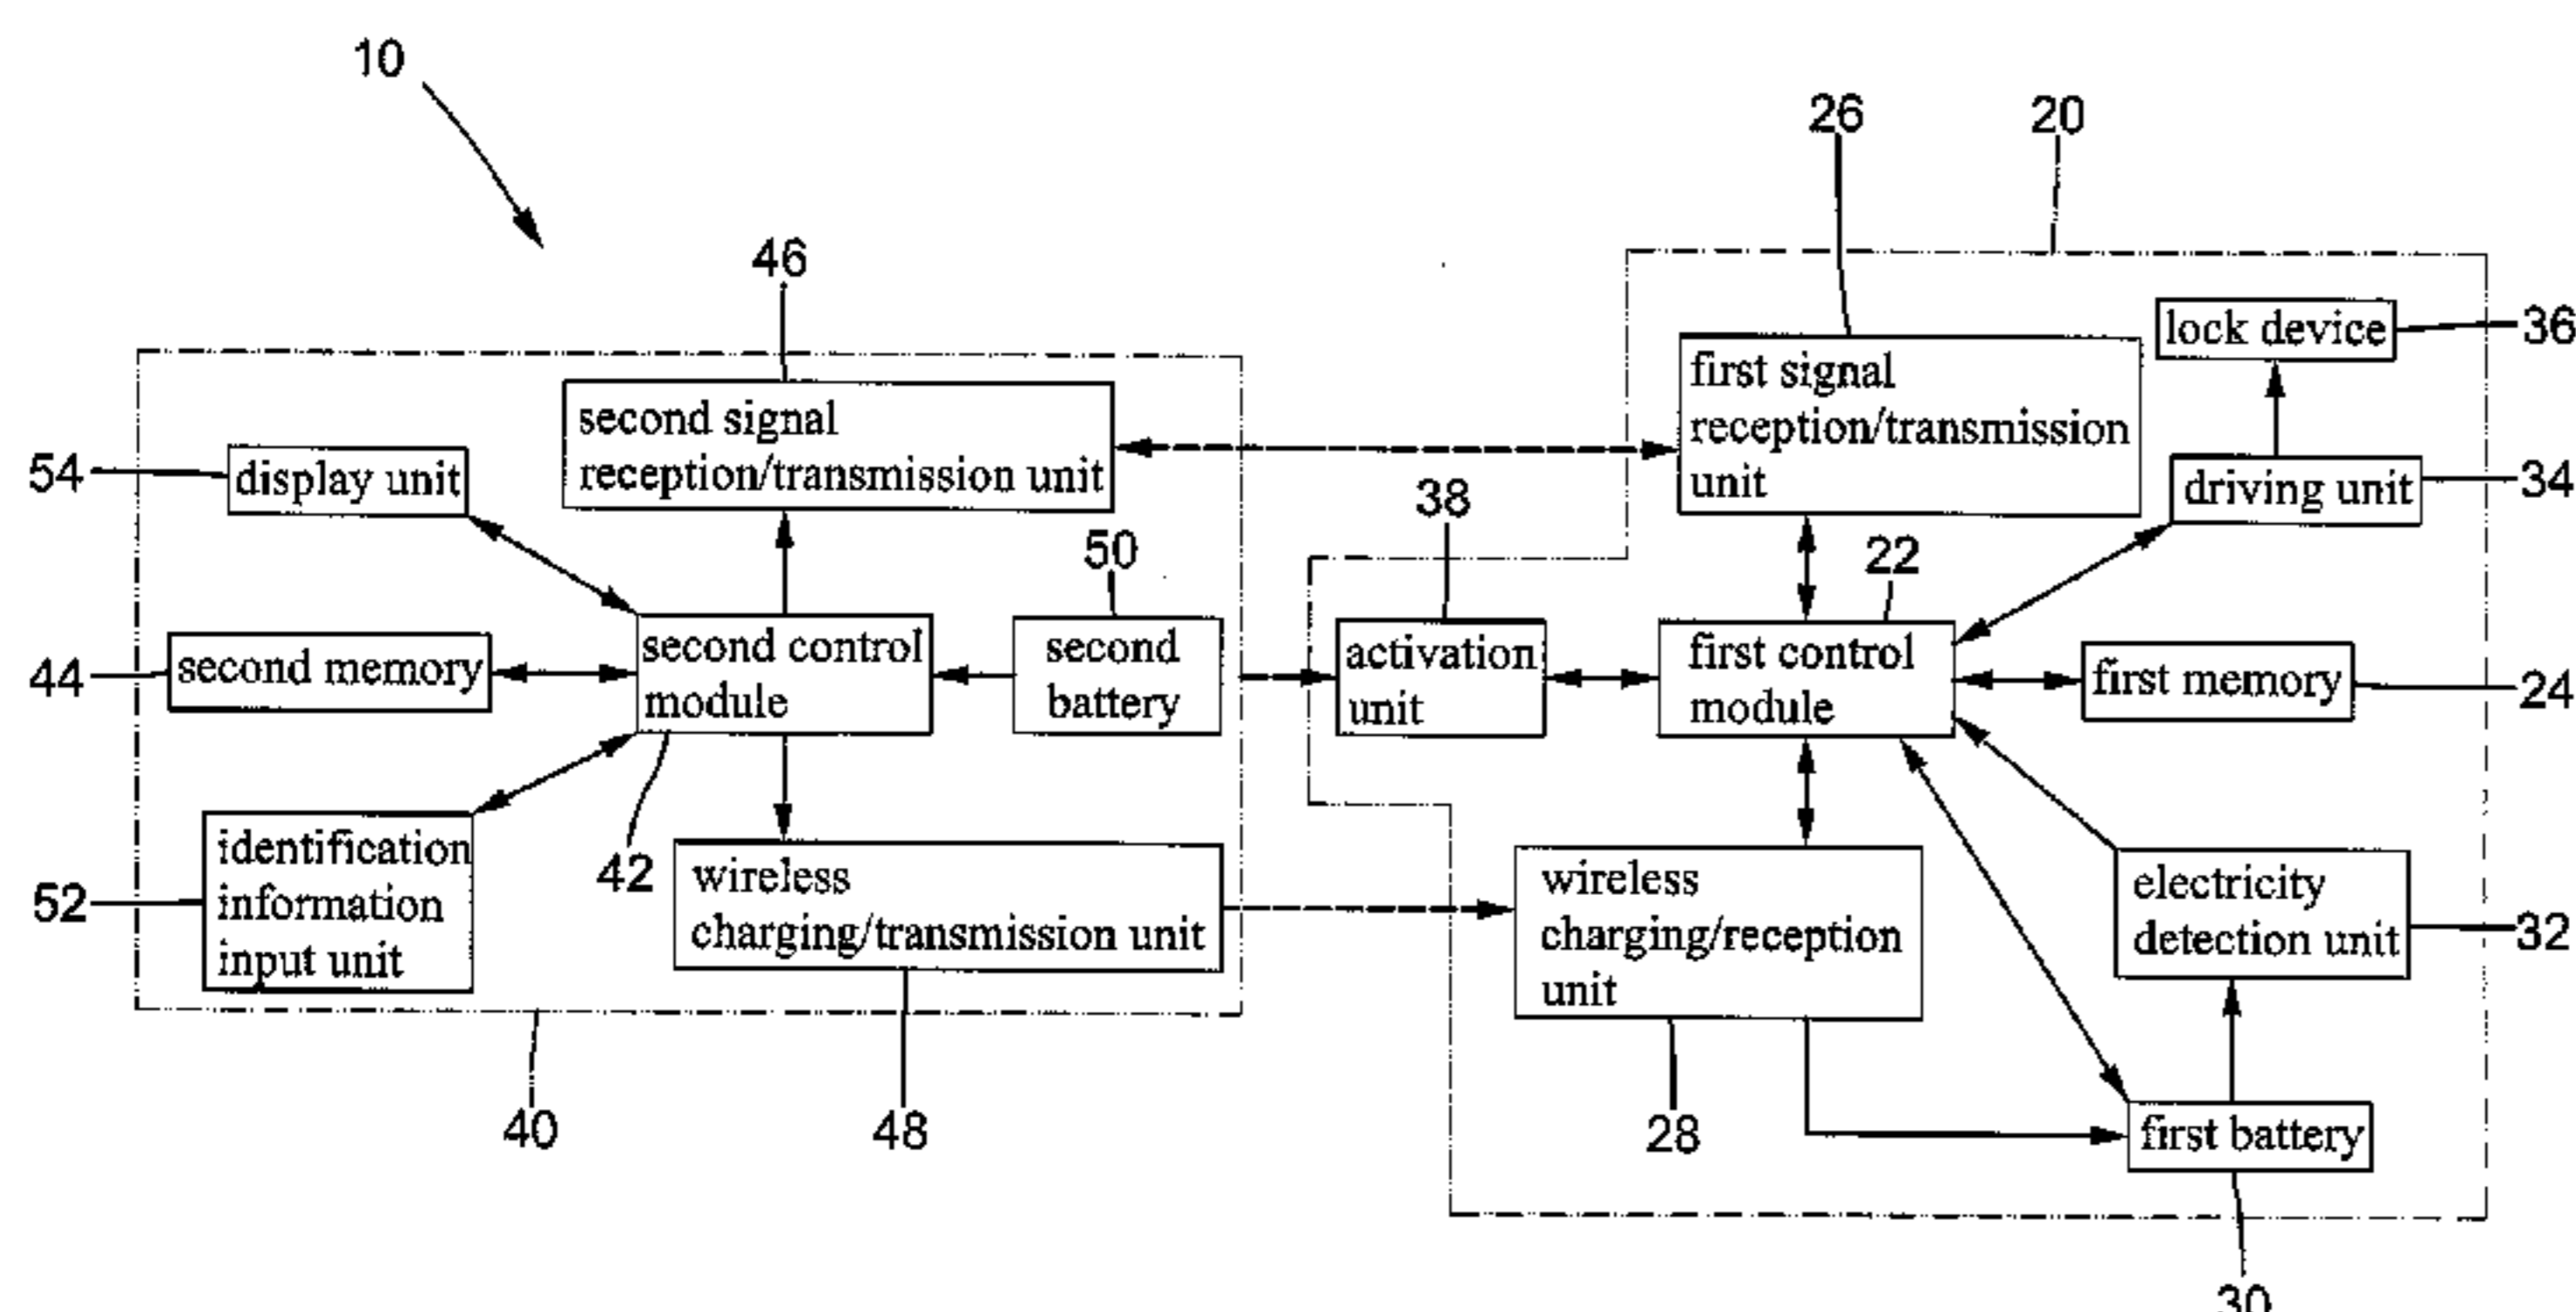 10
26
20
46
lock device
36
first signal
reception/transmission
unit
second signal
reception/transmission unit
54
display unit
38
driving unit
34
50
22
44
second memory
second control
module
second
battery
activation
unit
first control
module
first memory
24
52
identification
information
input unit
42
wireless
charging/transmission unit
wireless
charging/reception
unit
electricity
detection unit
32
40
48
28
first battery
30